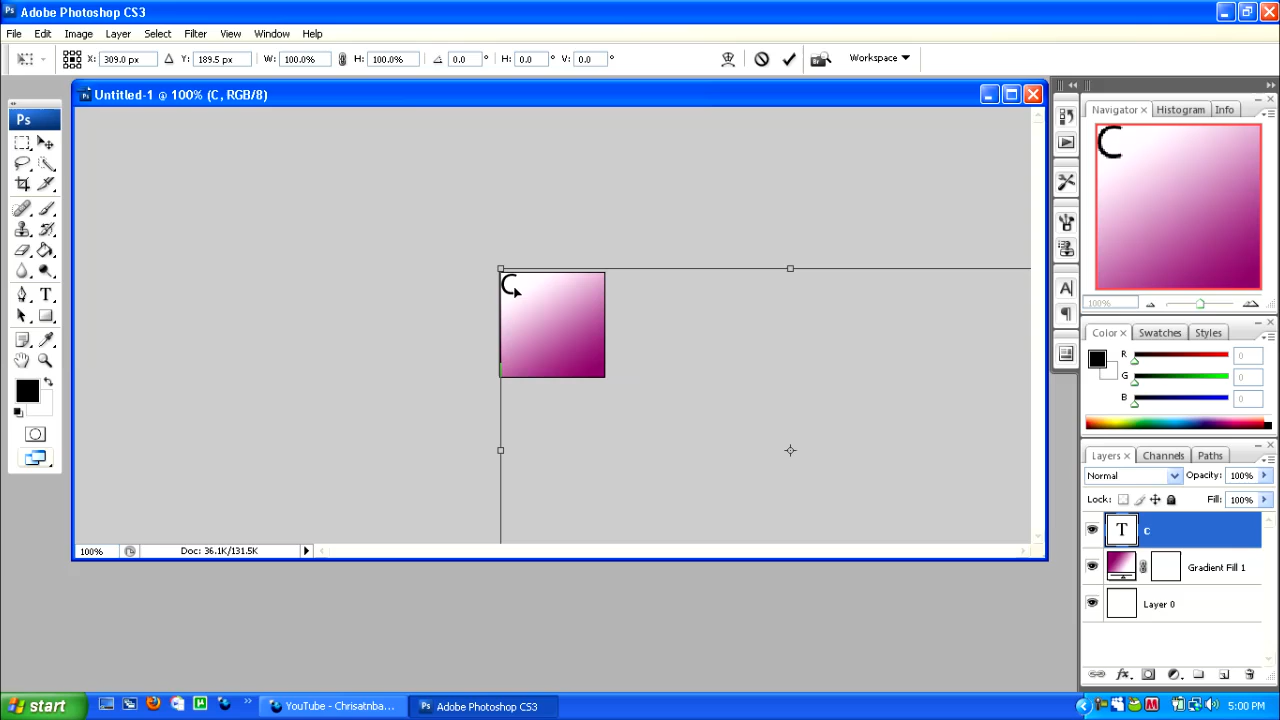 Ps Adobe Photoshop CS3
File Edit Image Layer Select Filter View Window Help
X: 309.0 px Y: 189.5 px W: 100.0% H: 100.0% 0.0 ° H: 0.0 ° V: 0.0 ° Workspace
Untitled-1 @ 100% (C, RGB/8)
Ps
Navigator × Histogram Info
C
100%
C
Color × Swatches Styles
R 0
G 0
B 0
Layers × Channels Paths
Normal Opacity: 100%
Lock: Fill: 100%
T C
Gradient Fill 1
Layer 0
100% Doc: 36.1K/131.5K
start YouTube - Chrisatnba... Adobe Photoshop CS3 5:00 PM